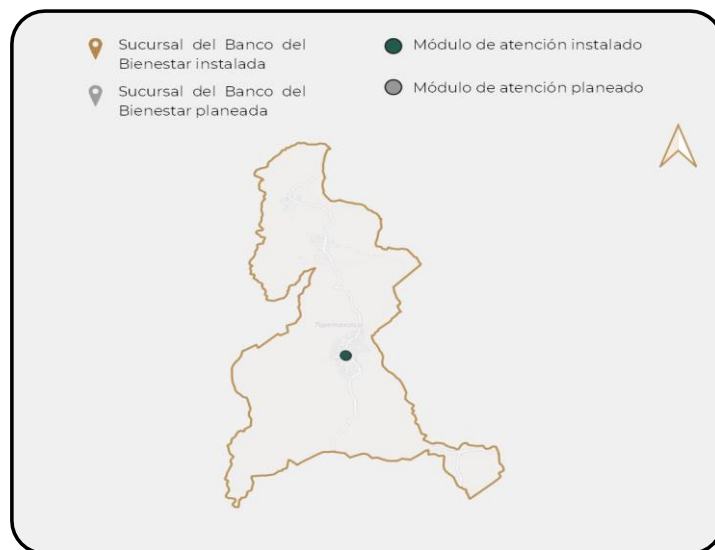 Sucursal del Banco del
Bienestar instalada
Sucursal del Banco del
Bienestar planeada
Módulo de atención instalado
Módulo de atención planeado